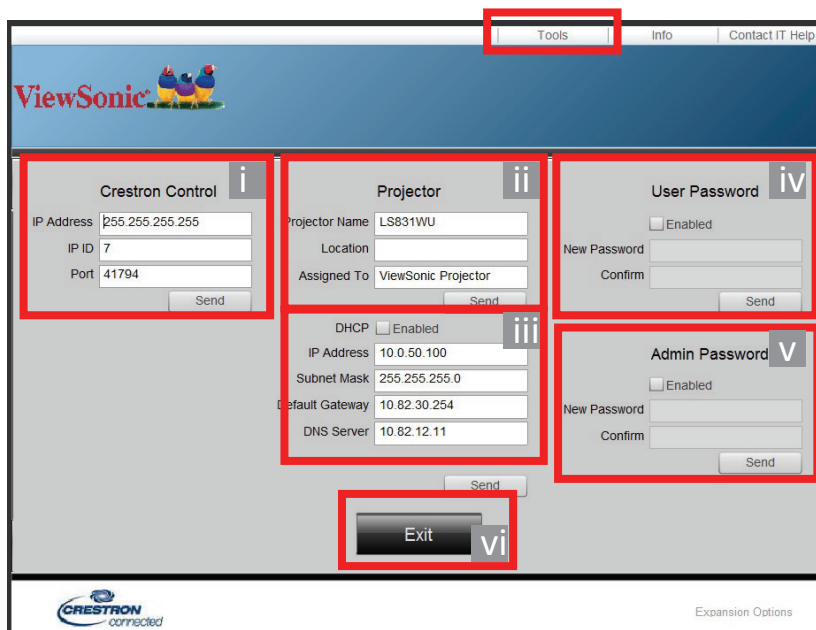 Tools Info Contact IT Help
ViewSonic
i
Crestron Control
IP Address 255.255.255.255
IP ID 7
Port 41794
Send
ii
Projector
Projector Name LS831WU
Location
Assigned To ViewSonic Projector
Send
iii
DHCP Enabled
IP Address 10.0.50.100
Subnet Mask 255.255.255.0
Default Gateway 10.82.30.254
DNS Server 10.82.12.11
Send
iv
User Password
Enabled
New Password
Confirm
Send
v
Admin Password
Enabled
New Password
Confirm
Send
Exit
vi
CRESTRON
connected
Expansion Options